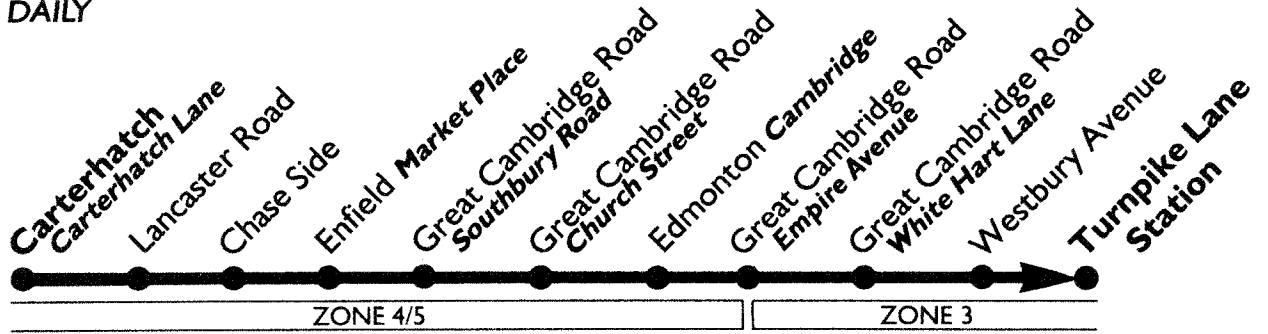 DAILY
Carterhatch
Carterhatch Lane
Lancaster Road
Chase Side
Enfield Market Place
Great Cambridge Road
Southbury Road
Great Cambridge Road
Church Street
Edmonton Cambridge
Great Cambridge Road
Empire Avenue
Great Cambridge Road
White Hart Lane
Westbury Avenue
Turnpike Lane
Station
ZONE 4/5
ZONE 3